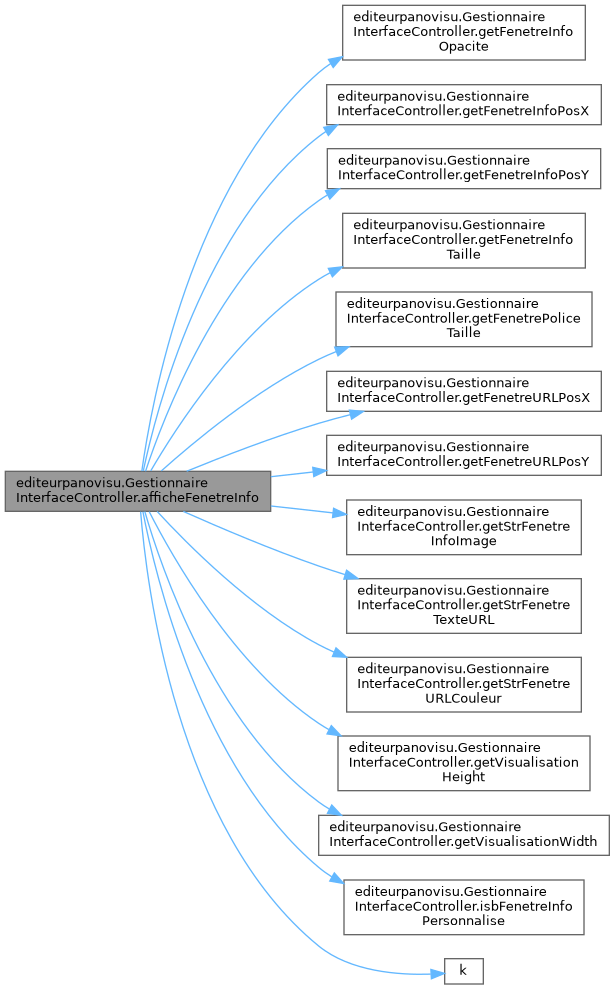 editeurpanovisu.Gestionnaire
InterfaceController.getFenetreInfo
Opacite
editeurpanovisu.Gestionnaire
InterfaceController.getFenetreInfoPosX
editeurpanovisu.Gestionnaire
InterfaceController.getFenetreInfoPosY
editeurpanovisu.Gestionnaire
InterfaceController.getFenetreInfo
Taille
editeurpanovisu.Gestionnaire
InterfaceController.getFenetrePolice
Taille
editeurpanovisu.Gestionnaire
InterfaceController.getFenetreURLPosX
editeurpanovisu.Gestionnaire
InterfaceController.getFenetreURLPosY
editeurpanovisu.Gestionnaire
InterfaceController.afficheFenetreInfo
editeurpanovisu.Gestionnaire
InterfaceController.getStrFenetre
InfoImage
editeurpanovisu.Gestionnaire
InterfaceController.getStrFenetre
TexteURL
editeurpanovisu.Gestionnaire
InterfaceController.getStrFenetre
URLCouleur
editeurpanovisu.Gestionnaire
InterfaceController.getVisualisation
Height
editeurpanovisu.Gestionnaire
InterfaceController.getVisualisationWidth
editeurpanovisu.Gestionnaire
InterfaceController.isbFenetreInfo
Personnalise
k